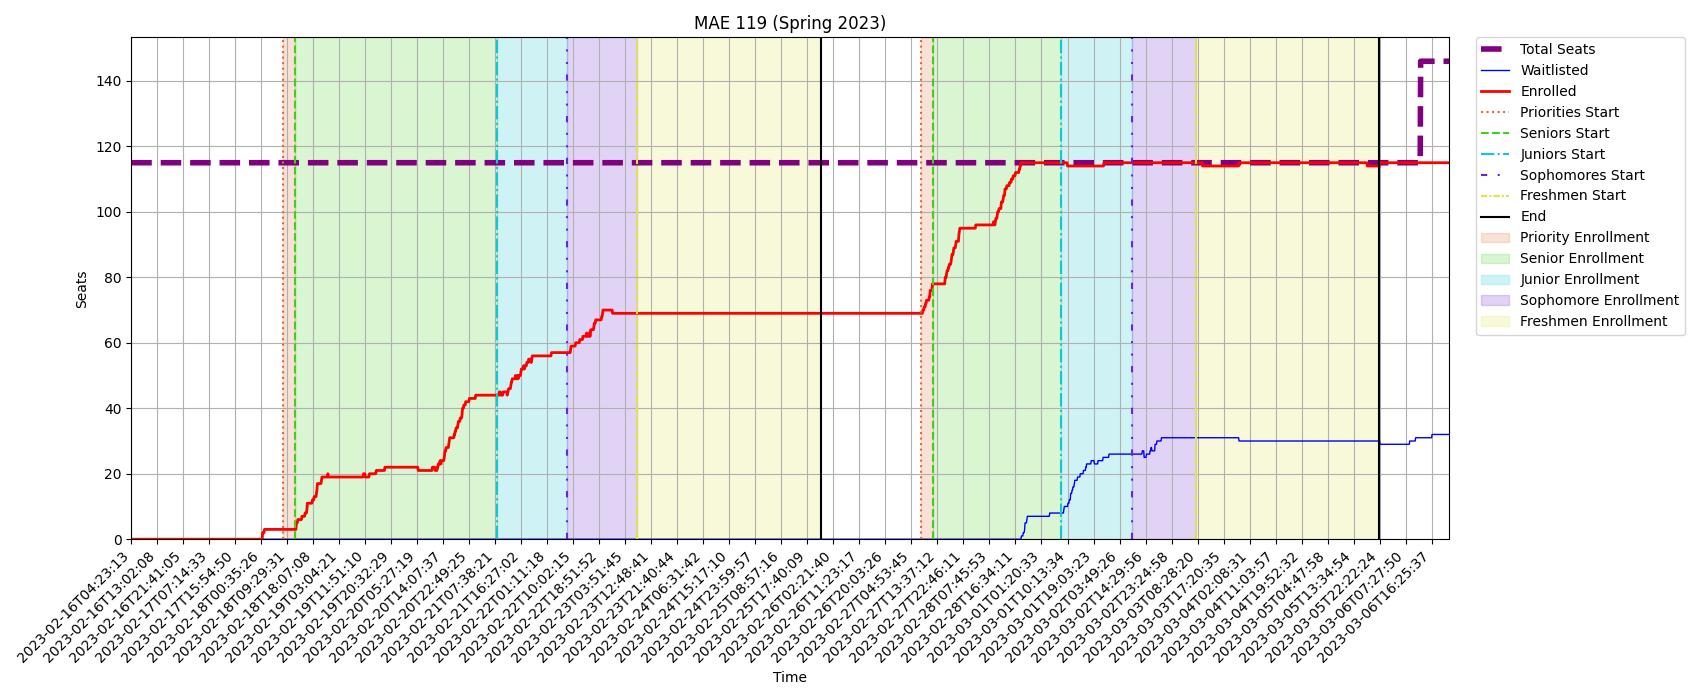 MAE 119 (Spring 2023)
Seats
140
120
100
80
60
40
20
0
2023-02-16T04:23:13
2023-02-16T13:02:08
2023-02-16T21:41:05
2023-02-17T07:14:33
2023-02-17T15:54:50
2023-02-18T00:35:26
2023-02-18T09:29:31
2023-02-18T18:07:08
2023-02-19T03:04:21
2023-02-19T11:51:10
2023-02-19T20:32:29
2023-02-20T05:27:19
2023-02-20T14:07:37
2023-02-20T22:49:25
2023-02-21T07:38:21
2023-02-21T16:27:02
2023-02-22T01:11:18
2023-02-22T10:02:15
2023-02-22T18:51:52
2023-02-23T03:51:45
2023-02-23T12:48:41
2023-02-23T21:40:44
2023-02-24T06:31:42
2023-02-24T15:17:10
2023-02-24T23:59:57
2023-02-25T08:57:16
2023-02-25T17:40:09
2023-02-26T02:21:40
2023-02-26T11:23:17
2023-02-26T20:03:26
2023-02-27T04:53:45
2023-02-27T13:37:12
2023-02-27T22:46:11
2023-02-28T07:45:53
2023-02-28T16:34:11
2023-03-01T01:20:33
2023-03-01T10:13:34
2023-03-01T19:03:23
2023-03-02T03:49:26
2023-03-02T14:29:56
2023-03-02T23:24:58
2023-03-03T08:28:20
2023-03-03T17:20:35
2023-03-04T02:08:31
2023-03-04T11:03:57
2023-03-04T19:52:32
2023-03-05T04:47:58
2023-03-05T13:34:54
2023-03-05T22:22:24
2023-03-06T07:27:50
2023-03-06T16:25:37
Time
Total Seats
Waitlisted
Enrolled
Priorities Start
Seniors Start
Juniors Start
Sophomores Start
Freshmen Start
End
Priority Enrollment
Senior Enrollment
Junior Enrollment
Sophomore Enrollment
Freshmen Enrollment